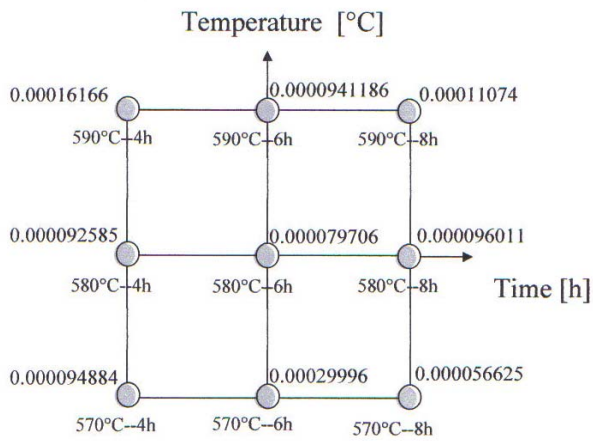 Temperature [°C]
0.00016166 0.0000941186 0.00011074
590°C--4h 590°C--6h 590°C--8h
0.000092585 0.000079706 0.000096011
580°C--4h 580°C--6h 580°C--8h
Time [h]
0.000094884 0.00029996 0.000056625
570°C--4h 570°C--6h 570°C--8h